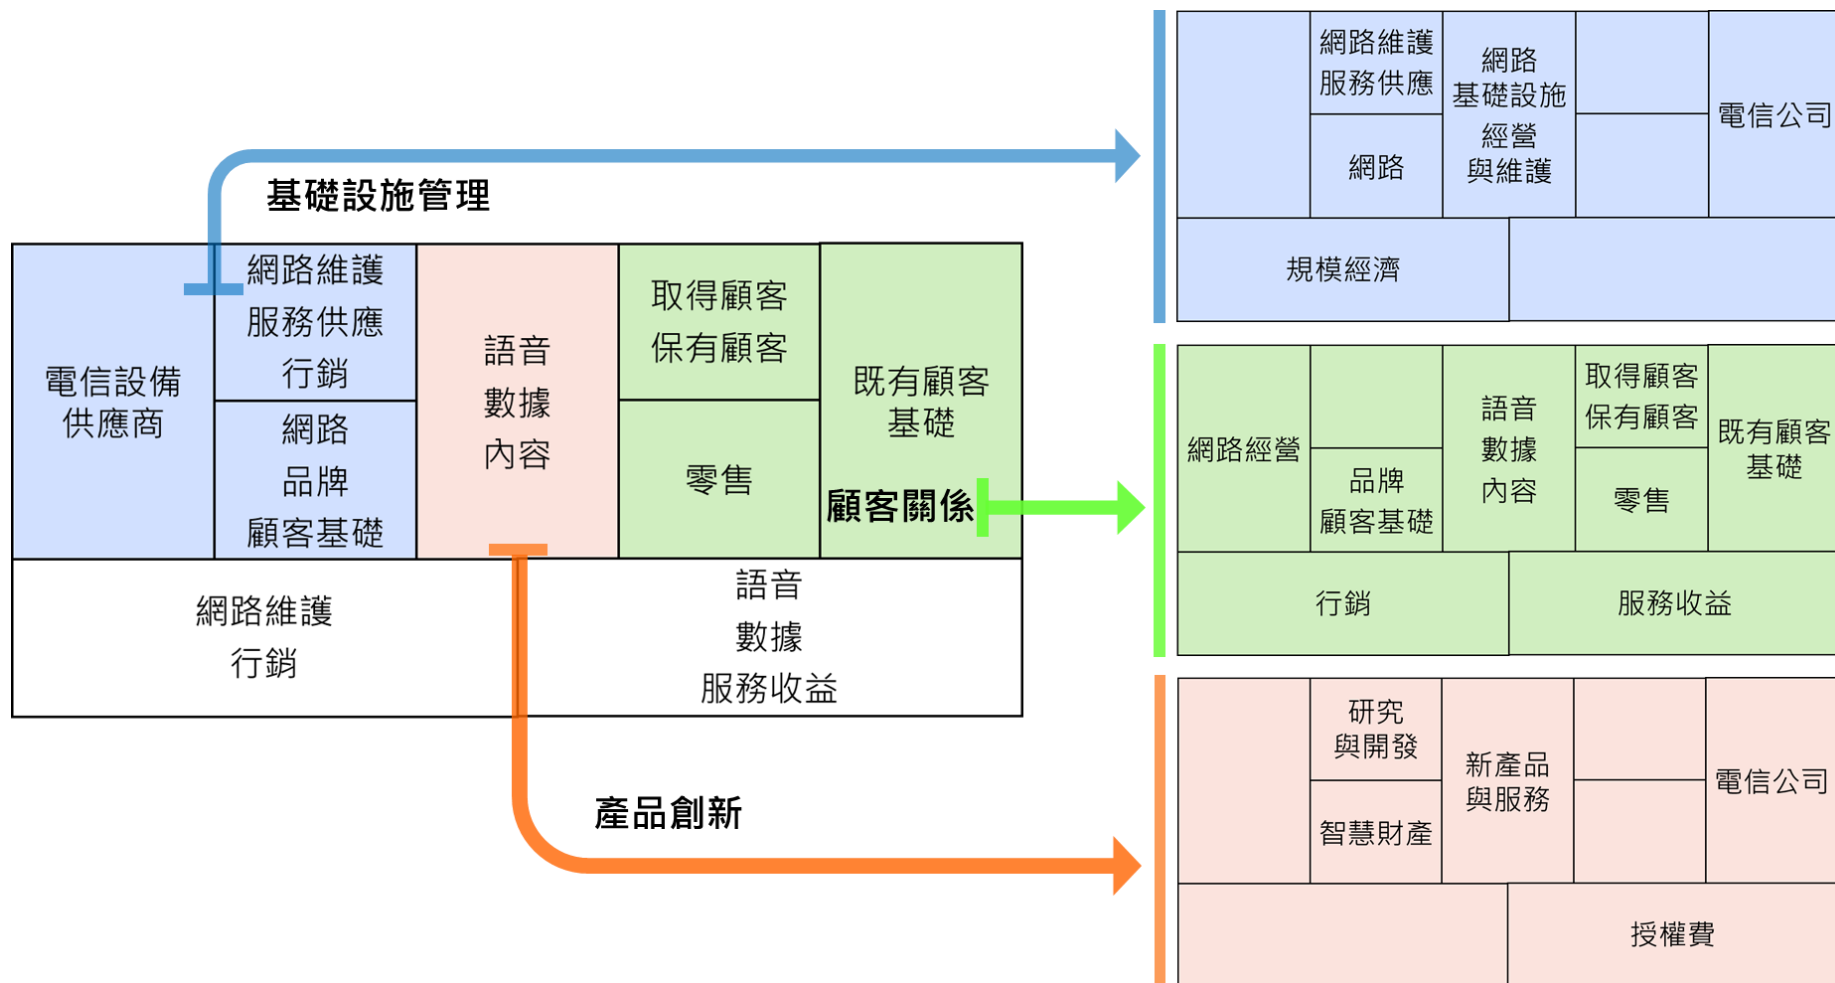 基礎設施管理
電信設備
供應商
網路維護
服務供應
行銷
網路
品牌
顧客基礎
語音
數據
內容
取得顧客
保有顧客
零售
既有顧客
基礎
顧客關係
網路維護
行銷
語音
數據
服務收益
產品創新
網路維護
服務供應
網路
網路
基礎設施
經營
與維護
電信公司
規模經濟
網路經營
品牌
顧客基礎
語音
數據
內容
取得顧客
保有顧客
零售
既有顧客
基礎
行銷
服務收益
研究
與開發
智慧財產
新產品
與服務
電信公司
授權費